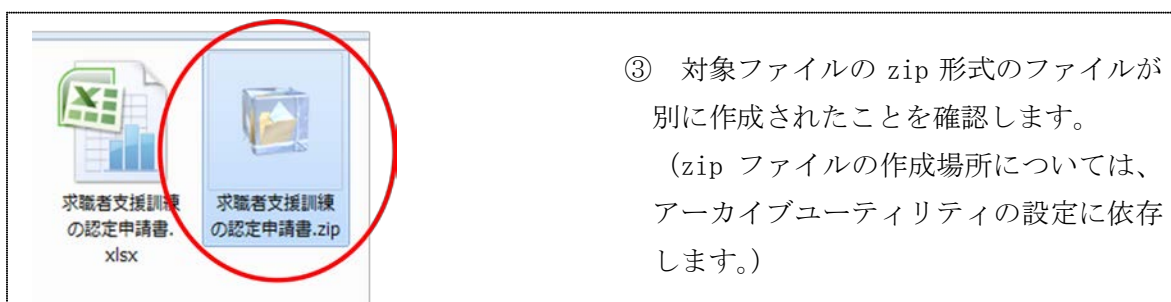 求職者支援訓練
の認定申請書.
xlsx
求職者支援訓練
の認定申請書.zip
③ 対象ファイルの zip 形式のファイルが
別に作成されたことを確認します。
(zip ファイルの作成場所については、
アーカイブユーティリティの設定に依存
します。)